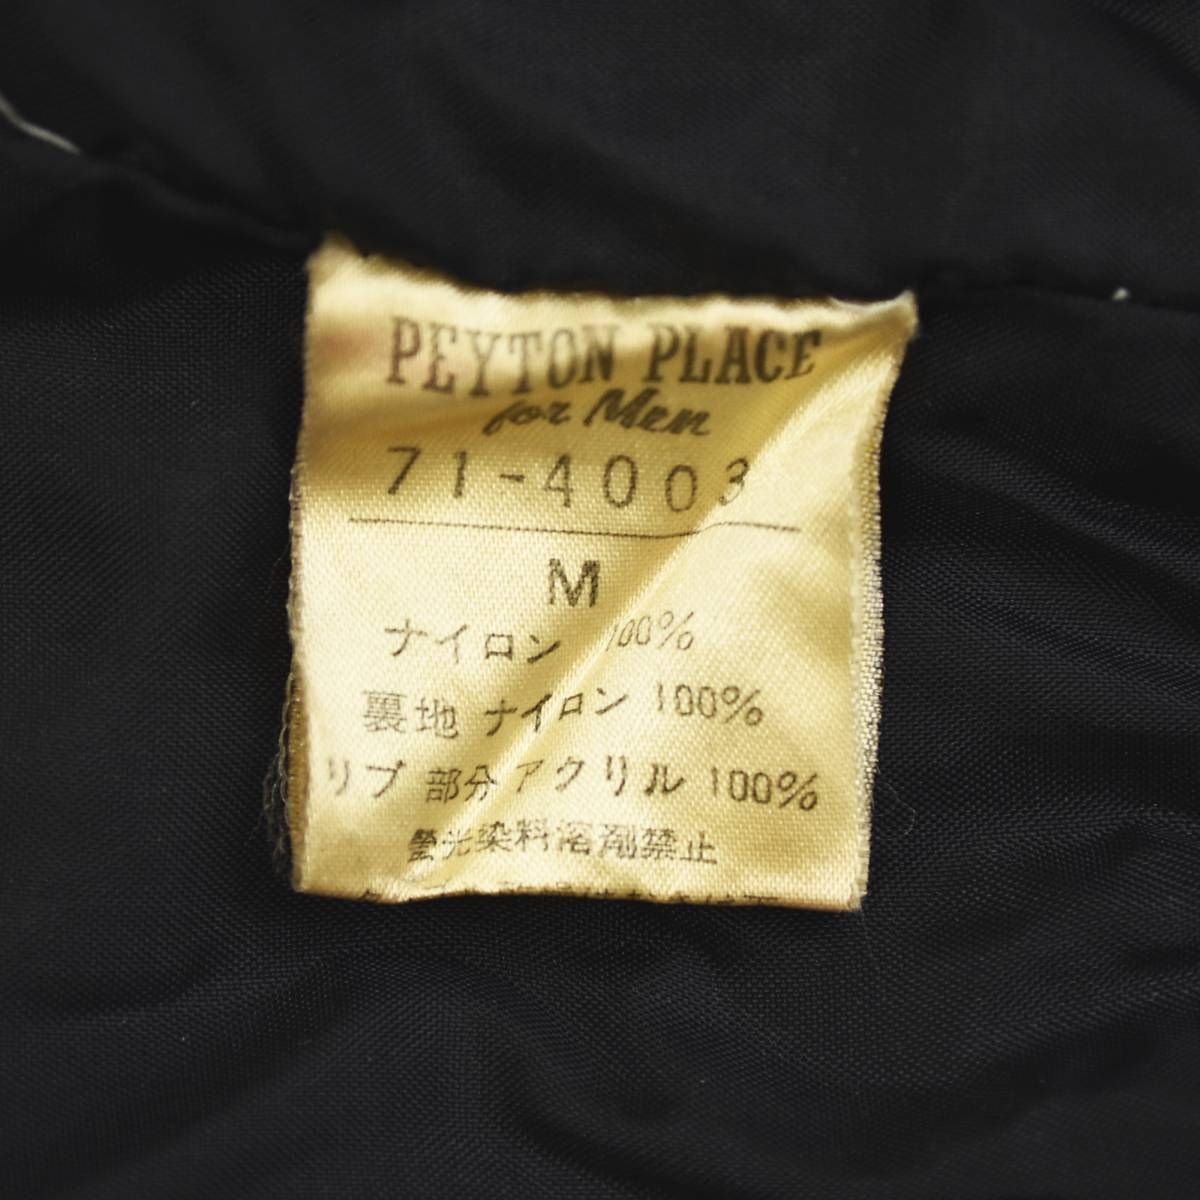 PEYTON PLACE
for Men
71-4003
M
ナイロン 100%
裏地 ナイロン 100%
リブ 部分 アクリル 100%
螢光染料溶剤禁止